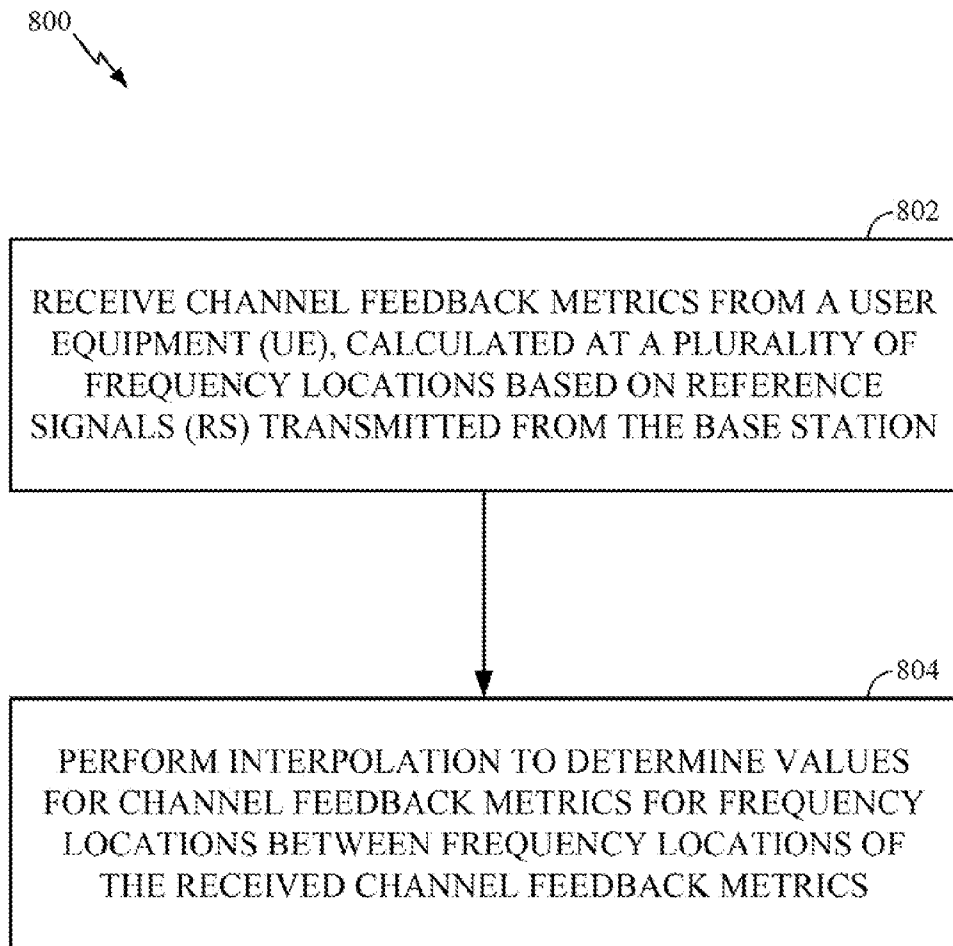 800
802
RECEIVE CHANNEL FEEDBACK METRICS FROM A USER
EQUIPMENT (UE), CALCULATED AT A PLURALITY OF
FREQUENCY LOCATIONS BASED ON REFERENCE
SIGNALS (RS) TRANSMITTED FROM THE BASE STATION
804
PERFORM INTERPOLATION TO DETERMINE VALUES
FOR CHANNEL FEEDBACK METRICS FOR FREQUENCY
LOCATIONS BETWEEN FREQUENCY LOCATIONS OF
THE RECEIVED CHANNEL FEEDBACK METRICS